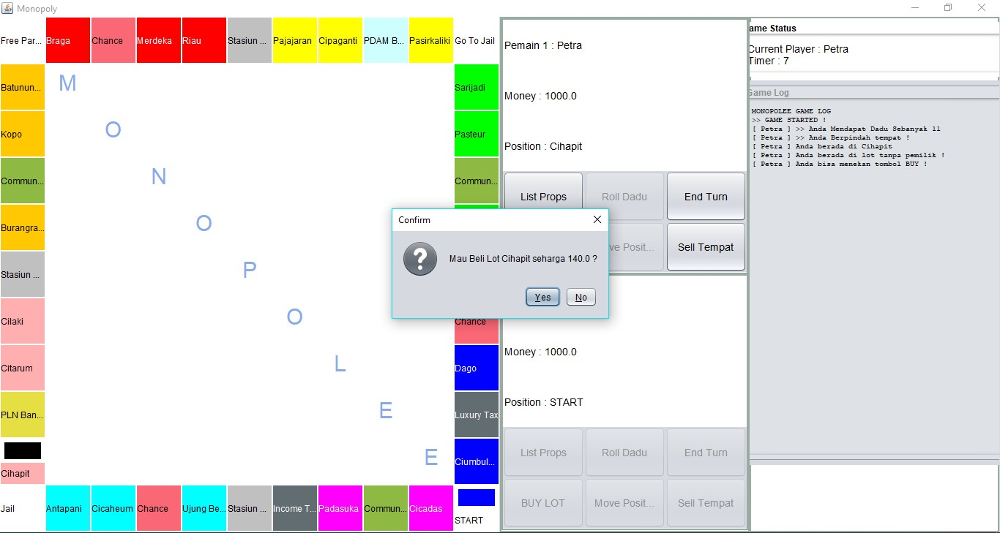 Monopoly
Free Par...
Braga
Chance
Merdeka
Riau
Stasiun ...
Pajajaran
Cipaganti
PDAM B...
Pasirkaliki
Go To Jail
Batunun...
Kopo
Commun...
Burangra...
Stasiun ...
Cilaki
Citarum
PLN Ban...
Cihapit
M
O
N
O
P
O
L
E
E
Sarijadi
Pasteur
Commun...
Chance
Dago
Luxury Tax
Ciumbul...
START
Jail
Antapani
Cicaheum
Chance
Ujung Be...
Stasiun ...
Income T...
Padasuka
Commun...
Cicadas
Pemain 1 : Petra
Money : 1000.0
Position : Cihapit
List Props
Roll Dadu
End Turn
ve Posit...
Sell Tempat
Confirm
Mau Beli Lot Cihapit seharga 140.0 ?
Yes
No
Money : 1000.0
Position : START
List Props
Roll Dadu
End Turn
BUY LOT
Move Posit...
Sell Tempat
ame Status
Current Player : Petra
Timer : 7
Game Log
MONOPOLEE GAME LOG
>> GAME STARTED !
[ Petra ] >> Anda Mendapat Dadu Sebanyak 11
[ Petra ] >> Anda Berpindah tempat !
[ Petra ] Anda berada di Cihapit
[ Petra ] Anda berada di lot tanpa pemilik !
[ Petra ] Anda bisa menekan tombol BUY !